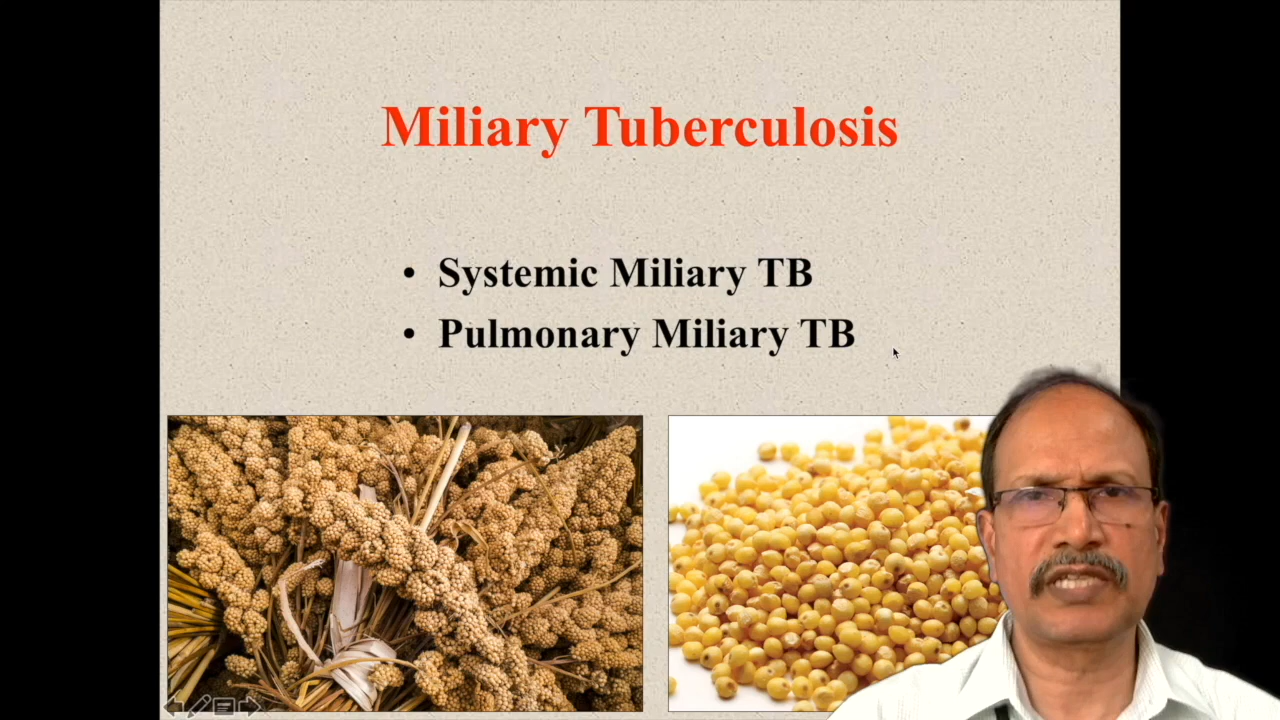 Miliary Tuberculosis
• Systemic Miliary TB
• Pulmonary Miliary TB